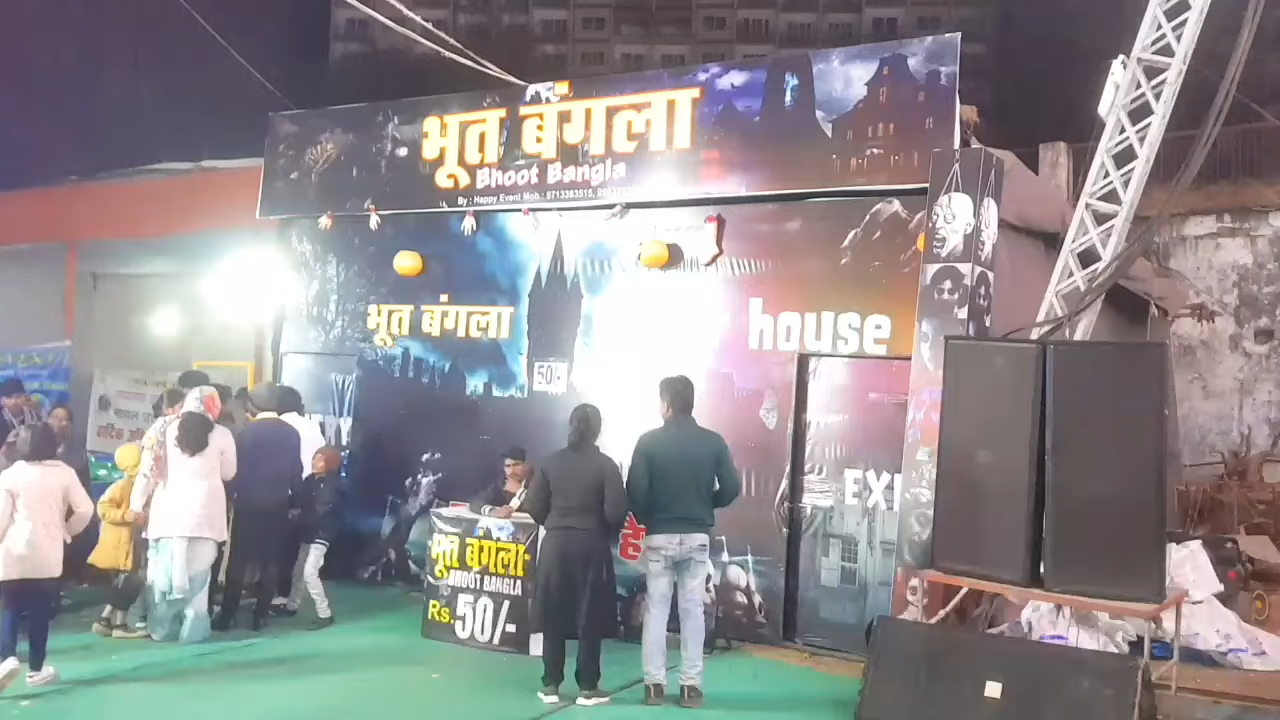 भूत बंगला
Bhoot Bangla
By : Happy Event Mob.: 9713383515,
भूत बंगला
house
50/-
EXI
भूत बंगला
BHOOT BANGLA
Rs. 50/-